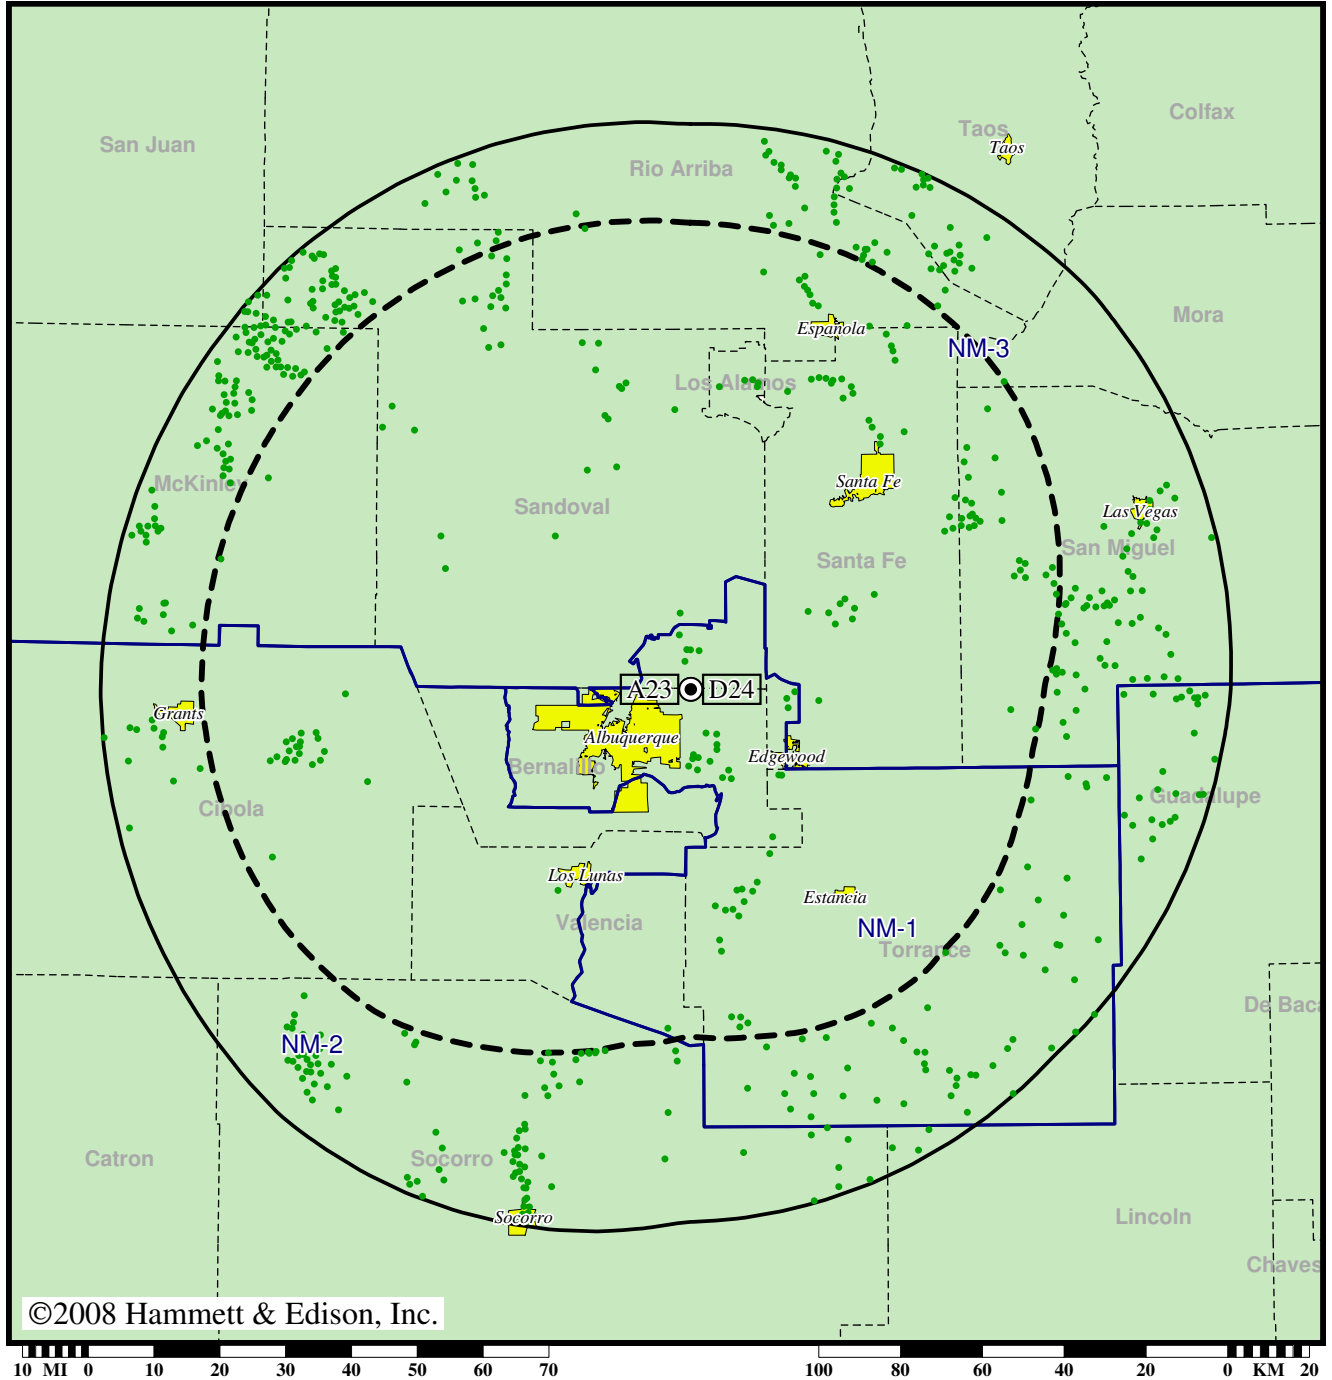 Colfax
Taos
San Juan
Taos
Rio Arriba
Mora
Española
NM-3
Los Alamos
McKinley
Santa Fe
Sandoval
Las Vegas
San Miguel
Santa Fe
A23
D24
Grants
Albuquerque
Edgewood
Bernalillo
Guadalupe
Cibola
Los Lunas
Estancia
Valencia
NM-1
Torrance
De Baca
NM-2
Catron
Socorro
Socorro
Lincoln
Chaves
©2008 Hammett & Edison, Inc.
10 MI 0 10 20 30 40 50 60 70 100 80 60 40 20 0 KM 20